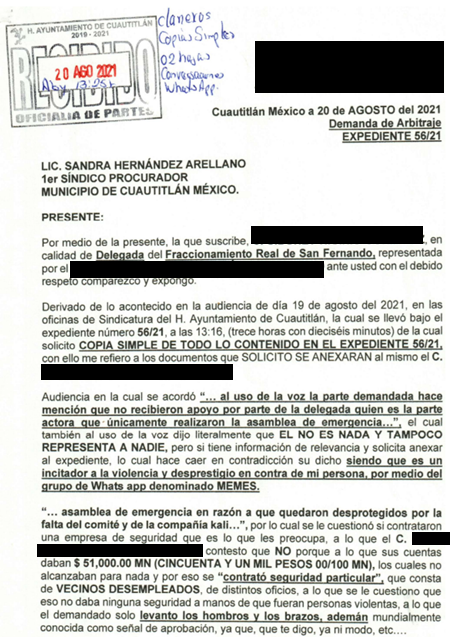 H. AYUNTAMIENTO DE CUAUTITLÁN
2019 - 2021
RECIBIDO
20 AGO 2021
13:25
OFICIALIA DE PARTES
Copias Simples
02 hojas
Conversaciones
WhatsApp.
Cuautitlán México a 20 de AGOSTO del 2021
Demanda de Arbitraje
EXPEDIENTE 56/21
LIC. SANDRA HERNÁNDEZ ARELLANO
1er SÍNDICO PROCURADOR
MUNICIPIO DE CUAUTITLÁN MÉXICO.
PRESENTE:
Por medio de la presente, la que suscribe, , en
calidad de Delegada del Fraccionamiento Real de San Fernando, representada
por el ante usted con el debido
respeto comparezco y expongo.
Derivado de lo acontecido en la audiencia de día 19 de agosto del 2021, en las
oficinas de Sindicatura del H. Ayuntamiento de Cuautitlán, la cual se llevó bajo el
expediente número 56/21, a las 13:16, (trece horas con dieciséis minutos) de la cual
solicito COPIA SIMPLE DE TODO LO CONTENIDO EN EL EXPEDIENTE 56/21,
con ello me refiero a los documentos que SOLICITO SE ANEXARAN al mismo el C.
Audiencia en la cual se acordó “… al uso de la voz la parte demandada hace
mención que no recibieron apoyo por parte de la delegada quien es la parte
actora que únicamente realizaron la asamblea de emergencia…”, el cual
también al uso de la voz dijo literalmente que EL NO ES NADA Y TAMPOCO
REPRESENTA A NADIE, pero si tiene información de relevancia y solicita anexar
al expediente, lo cual hace caer en contradicción su dicho siendo que es un
incitador a la violencia y desprestigio en contra de mi persona, por medio del
grupo de Whats app denominado MEMES.
“… asamblea de emergencia en razón a que quedaron desprotegidos por la
falta del comité y de la compañía kali…”, por lo cual se le cuestionó si contrataron
una empresa de seguridad que es lo que les preocupa, a lo que el C.
contesto que NO porque a lo que sus cuentas
daban $ 51,000.00 MN (CINCUENTA Y UN MIL PESOS 00/100 MN), los cuales no
alcanzaban para nada y por eso se “contrató seguridad particular”, que consta
de VECINOS DESEMPLEADOS, de distintos oficios, a lo que se le cuestiono que
eso no daba ninguna seguridad a manos de que fueran personas violentas, a lo que
el demandado solo levanto los hombros y los brazos, ademán mundialmente
conocida como señal de aprobación, ya que, que te digo, ya ni modo, etc….